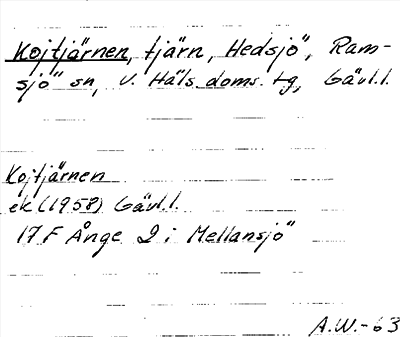 Kojtjärnen, tjärn, Hedsjö, Ram-
sjö sn, V. Häls. doms. tg, Gävl.l.
Kojtjärnen
ek (1958) Gävl.l.
17 F Ånge 2 i Mellansjö
A.W.-63